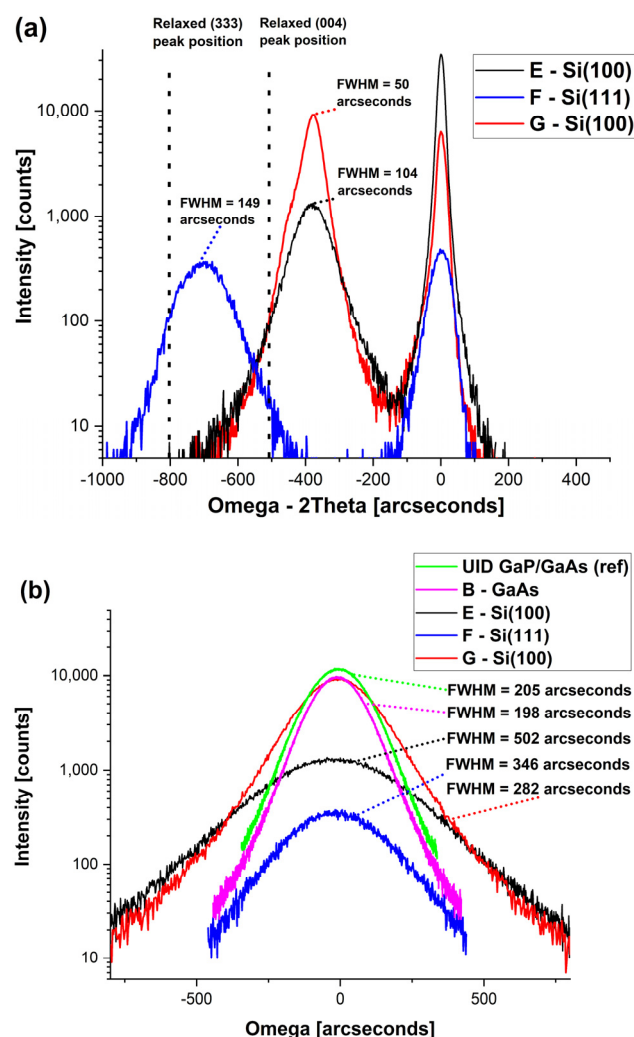 (a)
Relaxed (333)
peak position
Relaxed (004)
peak position
FWHM = 50
arcseconds
FWHM = 104
arcseconds
FWHM = 149
arcseconds
E - Si(100)
F - Si(111)
G - Si(100)
Intensity [counts]
10,000
1,000
100
10
-1000
-800
-600
-400
-200
0
200
400
Omega - 2Theta [arcseconds]
(b)
UID GaP/GaAs (ref)
B - GaAs
E - Si(100)
F - Si(111)
G - Si(100)
FWHM = 205 arcseconds
FWHM = 198 arcseconds
FWHM = 502 arcseconds
FWHM = 346 arcseconds
FWHM = 282 arcseconds
Intensity [counts]
10,000
1,000
100
10
-500
0
500
Omega [arcseconds]